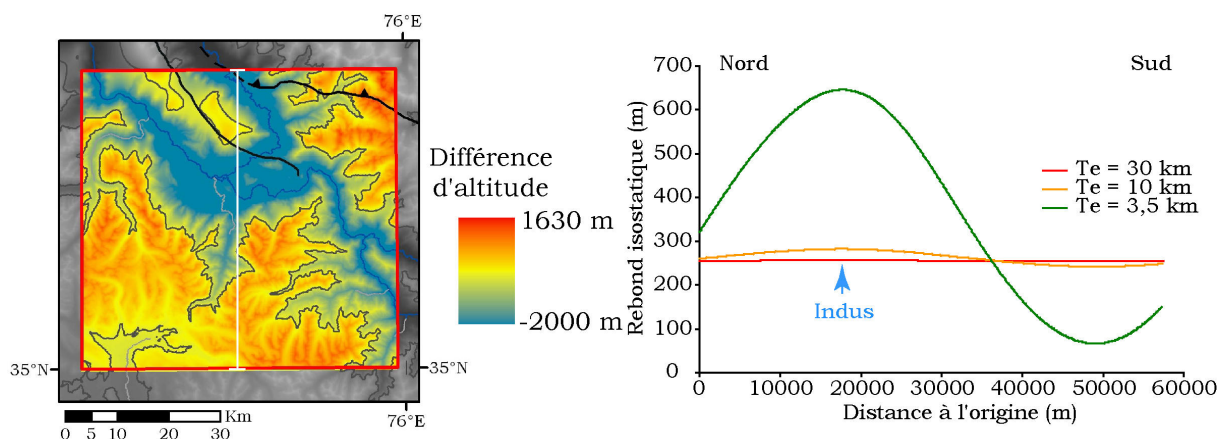 76°E
Différence
d'altitude
1630 m
-2000 m
35°N
35°N
Km
0 5 10 20 30
76°E
Rebond isostatique (m)
700
600
500
400
300
200
100
0
Nord
Sud
Te = 30 km
Te = 10 km
Te = 3,5 km
Indus
0 10000 20000 30000 40000 50000 60000
Distance à l'origine (m)